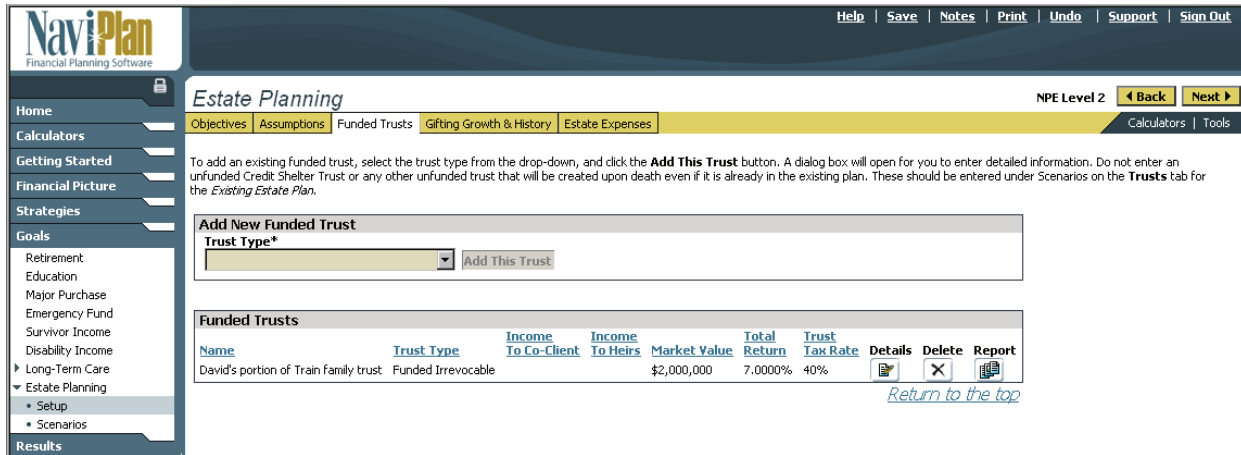 Help | Save | Notes | Print | Undo | Support | Sign Out
NaviPlan
Financial Planning Software
Home
Calculators
Getting Started
Financial Picture
Strategies
Goals
Retirement
Education
Major Purchase
Emergency Fund
Survivor Income
Disability Income
Long-Term Care
Estate Planning
• Setup
• Scenarios
Results
Estate Planning
NPE Level 2 Back Next
Objectives Assumptions Funded Trusts Gifting Growth & History Estate Expenses
Calculators | Tools
To add an existing funded trust, select the trust type from the drop-down, and click the Add This Trust button. A dialog box will open for you to enter detailed information. Do not enter an
unfunded Credit Shelter Trust or any other unfunded trust that will be created upon death even if it is already in the existing plan. These should be entered under Scenarios on the Trusts tab for
the Existing Estate Plan.
Add New Funded Trust
Trust Type*
Add This Trust
Funded Trusts
Income Income Total Trust
Name Trust Type To Co-Client To Heirs Market Value Return Tax Rate Details Delete Report
David's portion of Train family trust Funded Irrevocable $2,000,000 7.0000% 40%
Return to the top